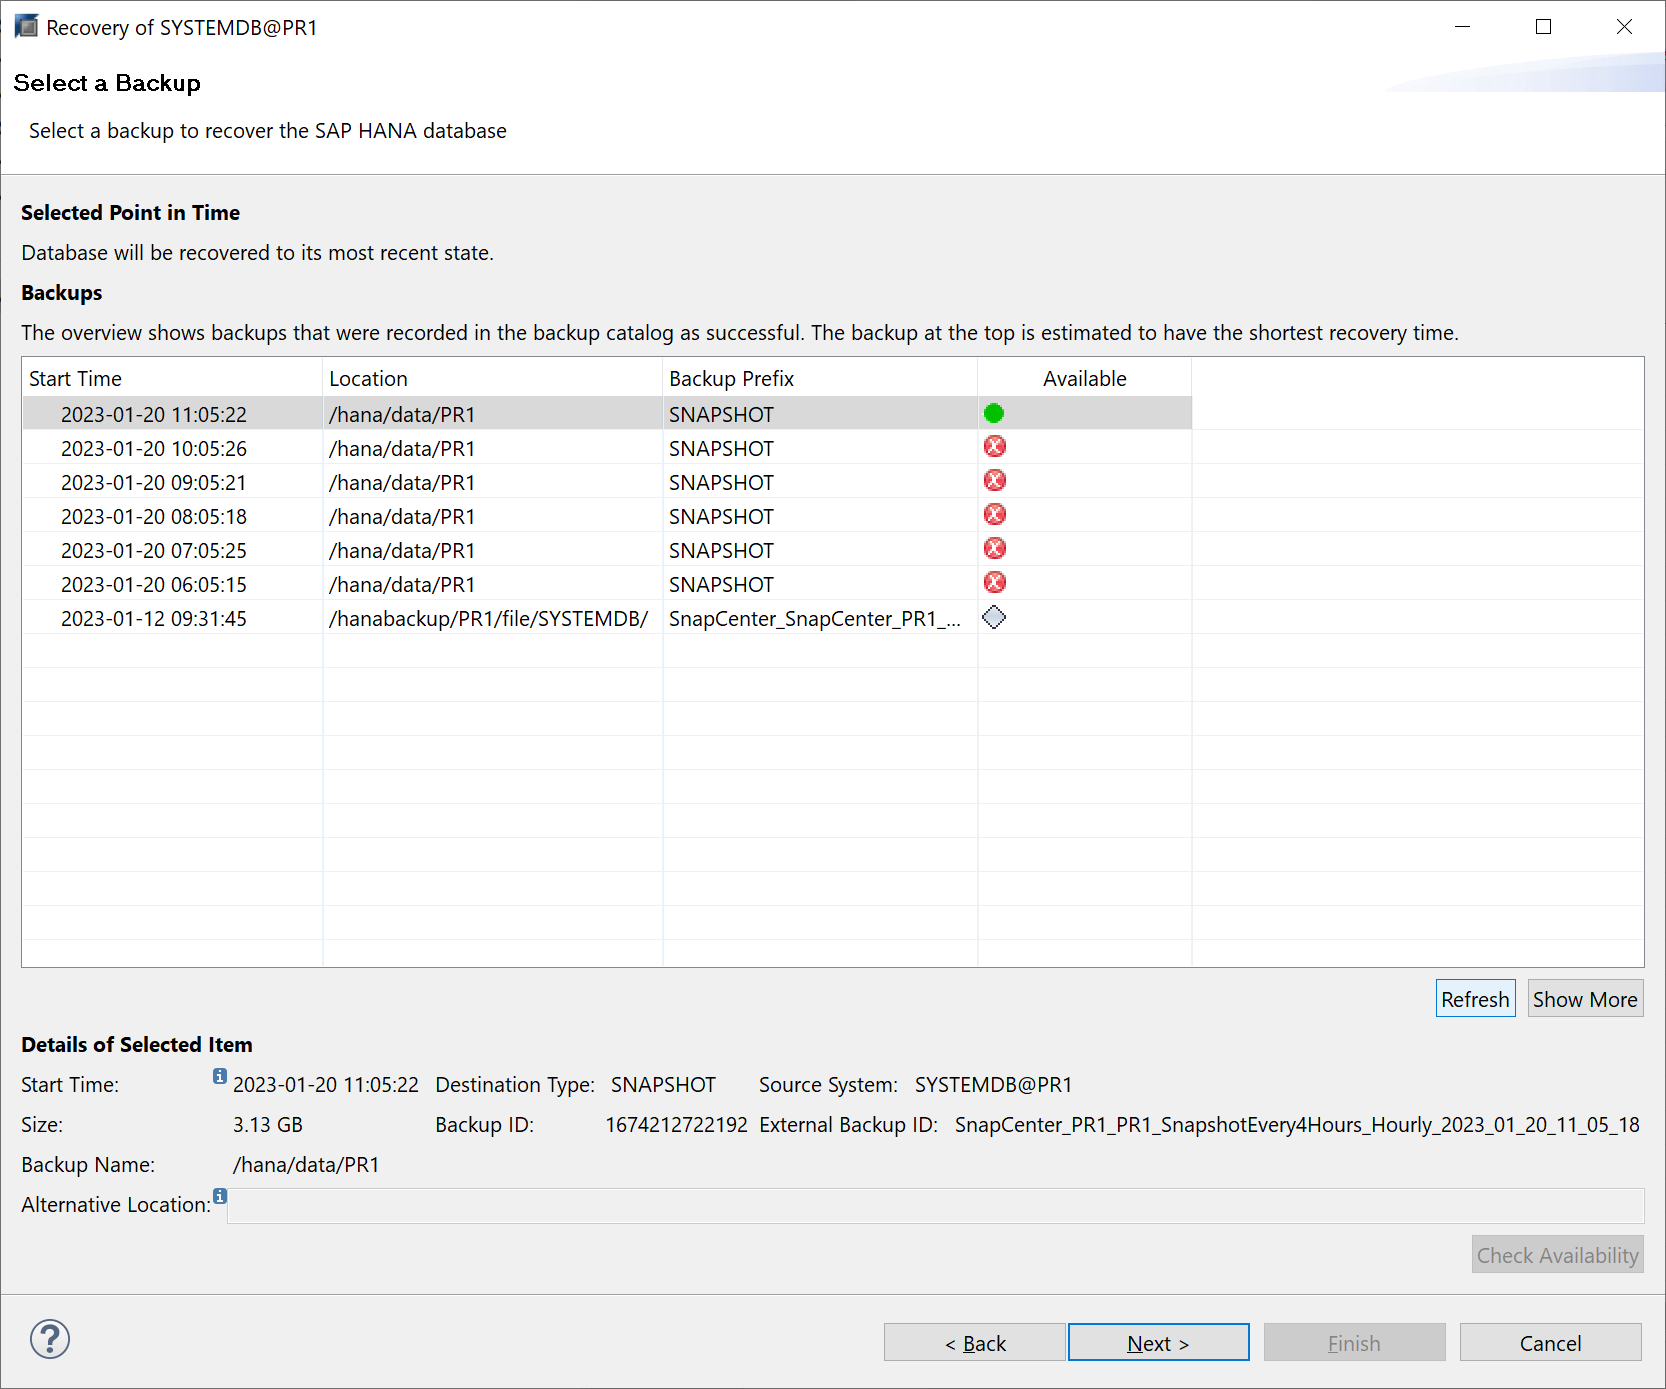 Recovery of SYSTEMDB@PR1
Select a Backup
Select a backup to recover the SAP HANA database
Selected Point in Time
Database will be recovered to its most recent state.
Backups
The overview shows backups that were recorded in the backup catalog as successful. The backup at the top is estimated to have the shortest recovery time.
Start Time Location Backup Prefix Available
2023-01-20 11:05:22 /hana/data/PR1 SNAPSHOT
2023-01-20 10:05:26 /hana/data/PR1 SNAPSHOT
2023-01-20 09:05:21 /hana/data/PR1 SNAPSHOT
2023-01-20 08:05:18 /hana/data/PR1 SNAPSHOT
2023-01-20 07:05:25 /hana/data/PR1 SNAPSHOT
2023-01-20 06:05:15 /hana/data/PR1 SNAPSHOT
2023-01-12 09:31:45 /hanabackup/PR1/file/SYSTEMDB/ SnapCenter_SnapCenter_PR1_...
Refresh Show More
Details of Selected Item
Start Time: 2023-01-20 11:05:22 Destination Type: SNAPSHOT Source System: SYSTEMDB@PR1
Size: 3.13 GB Backup ID: 1674212722192 External Backup ID: SnapCenter_PR1_PR1_SnapshotEvery4Hours_Hourly_2023_01_20_11_05_18
Backup Name: /hana/data/PR1
Alternative Location:
Check Availability
? < Back Next > Finish Cancel